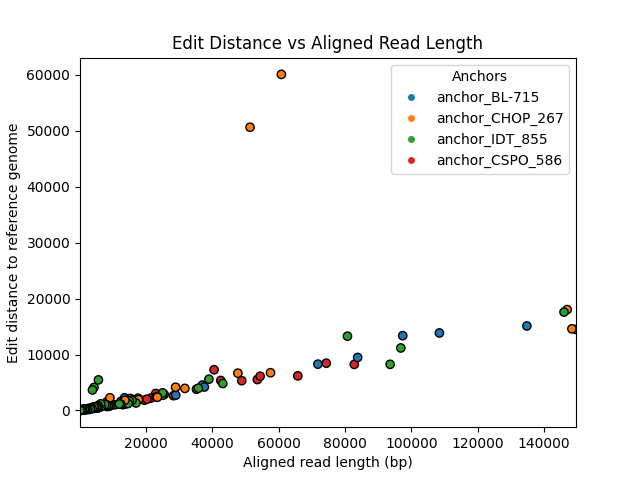 Edit Distance vs Aligned Read Length
Edit distance to reference genome
60000
50000
40000
30000
20000
10000
0
Anchors
anchor_BL-715
anchor_CHOP_267
anchor_IDT_855
anchor_CSPO_586
20000 40000 60000 80000 100000 120000 140000
Aligned read length (bp)